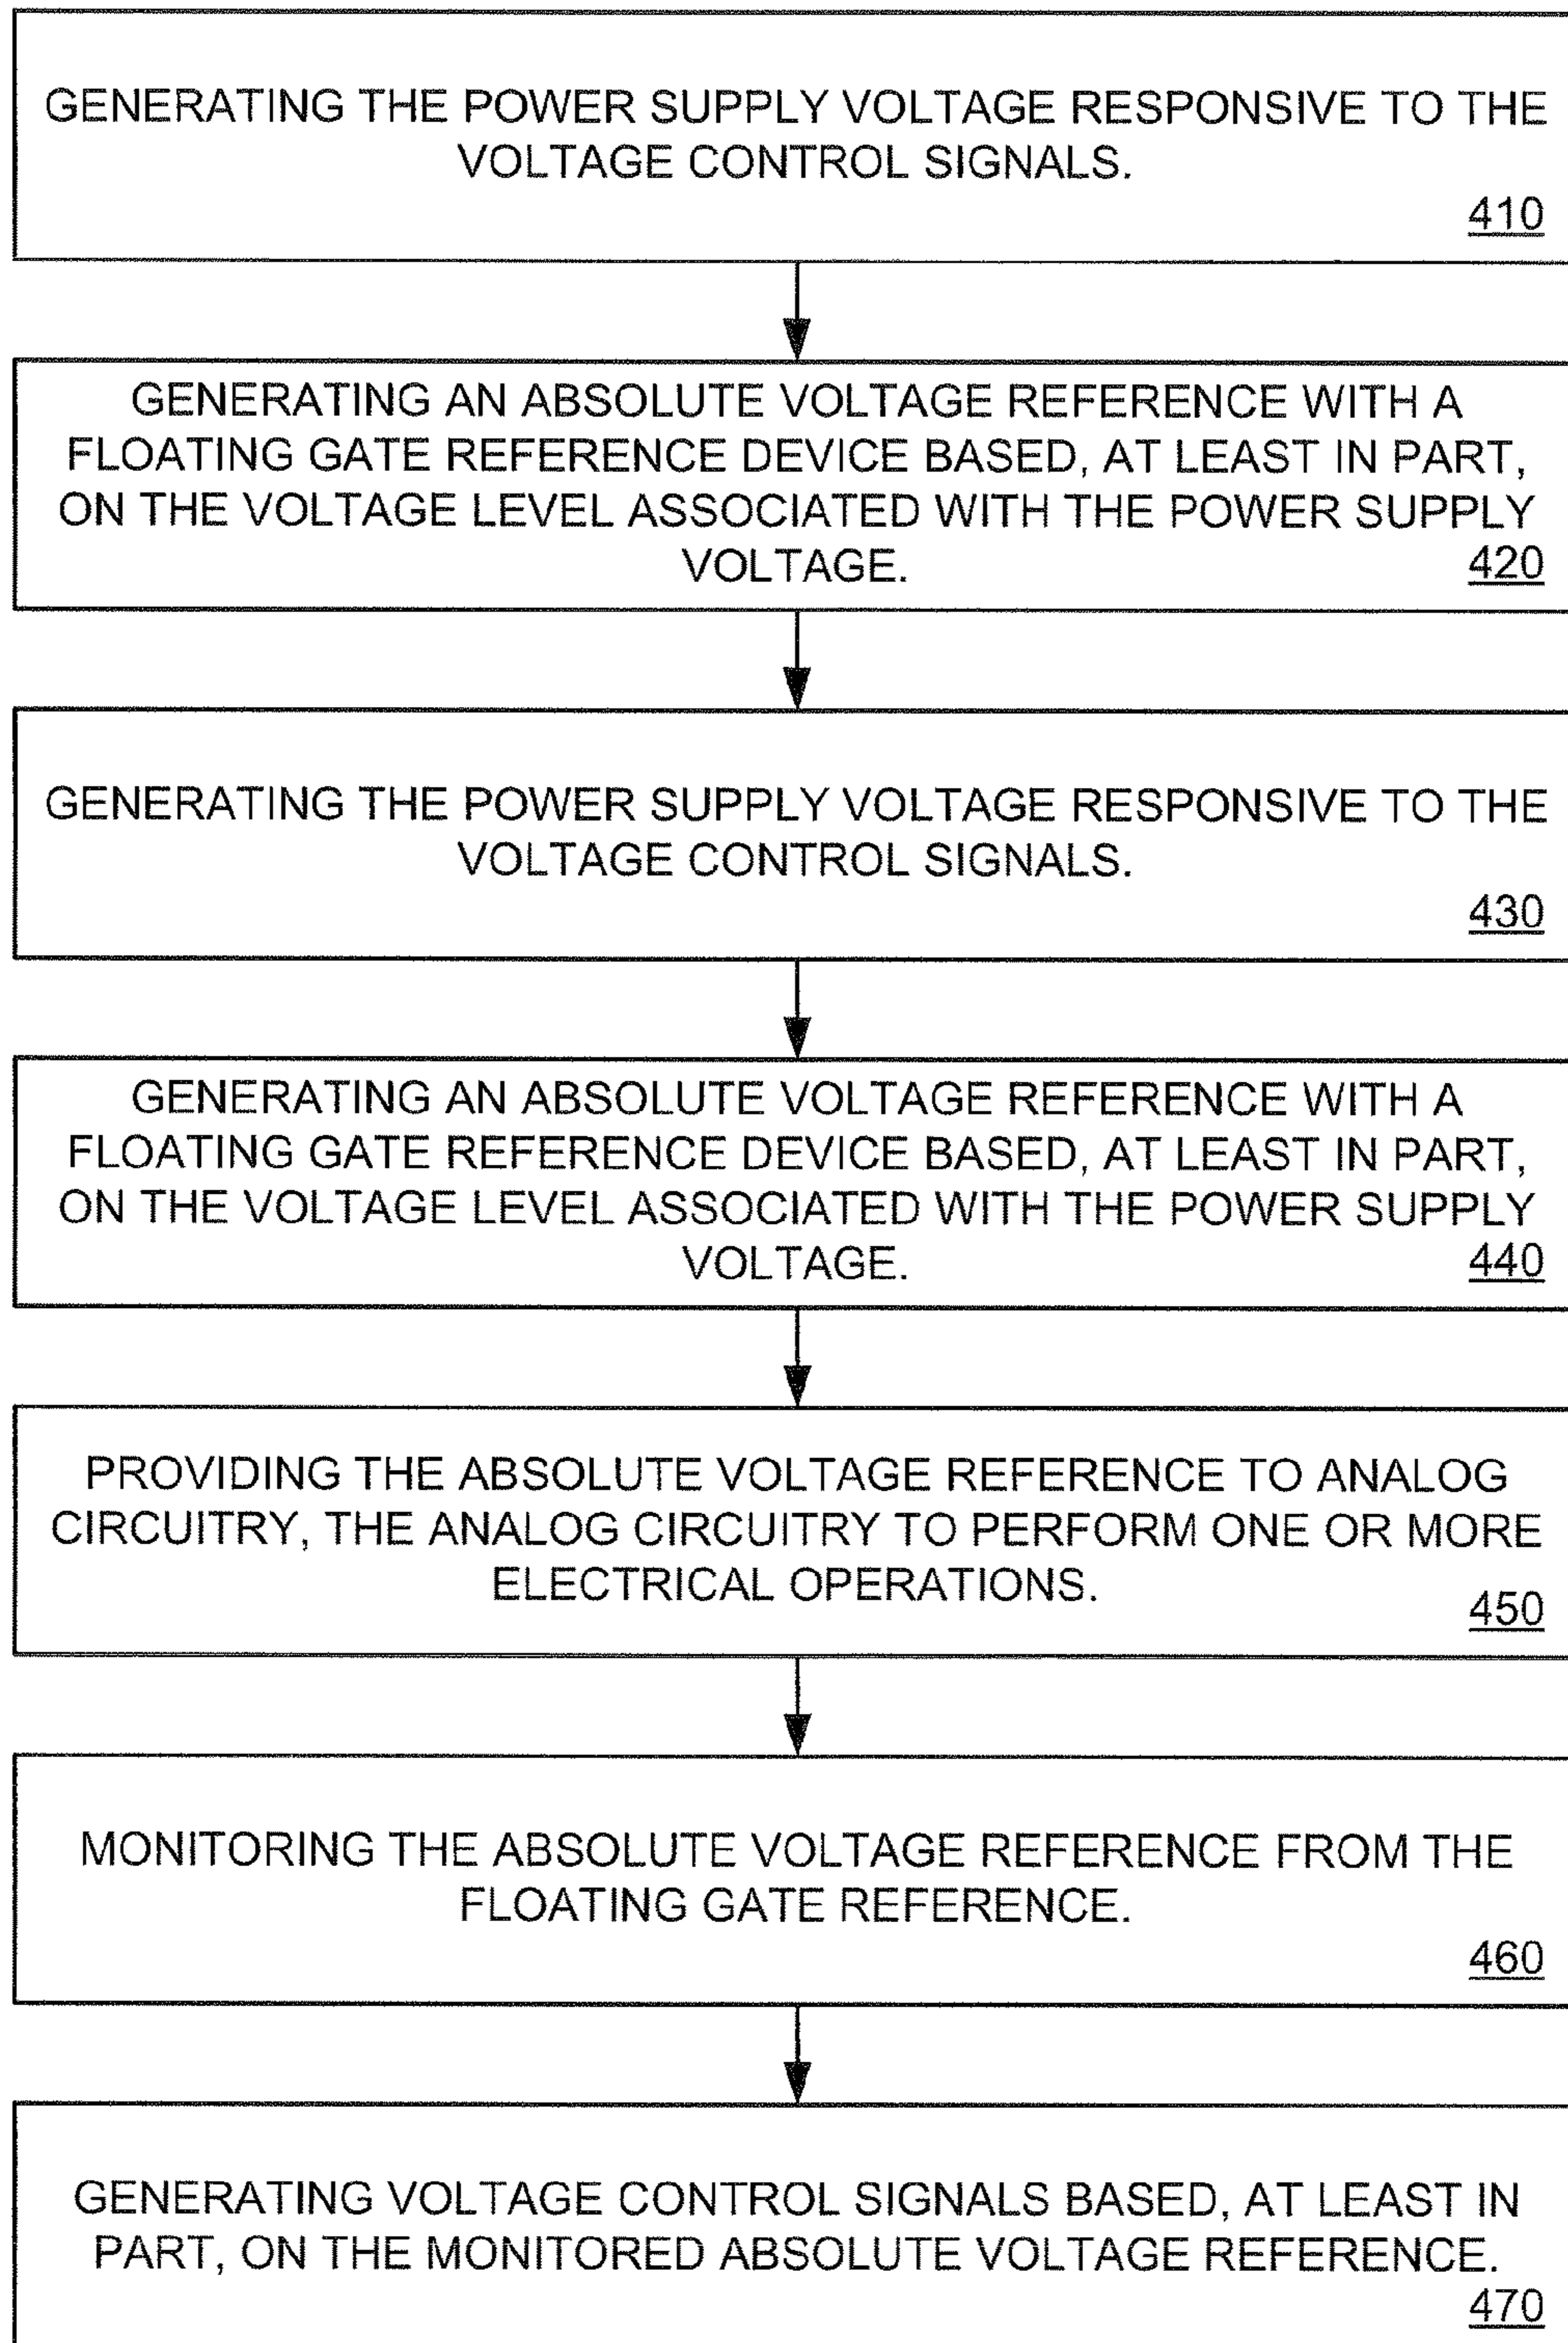 GENERATING THE POWER SUPPLY VOLTAGE RESPONSIVE TO THE
VOLTAGE CONTROL SIGNALS.
410
GENERATING AN ABSOLUTE VOLTAGE REFERENCE WITH A
FLOATING GATE REFERENCE DEVICE BASED, AT LEAST IN PART,
ON THE VOLTAGE LEVEL ASSOCIATED WITH THE POWER SUPPLY
VOLTAGE.
420
GENERATING THE POWER SUPPLY VOLTAGE RESPONSIVE TO THE
VOLTAGE CONTROL SIGNALS.
430
GENERATING AN ABSOLUTE VOLTAGE REFERENCE WITH A
FLOATING GATE REFERENCE DEVICE BASED, AT LEAST IN PART,
ON THE VOLTAGE LEVEL ASSOCIATED WITH THE POWER SUPPLY
VOLTAGE.
440
PROVIDING THE ABSOLUTE VOLTAGE REFERENCE TO ANALOG
CIRCUITRY, THE ANALOG CIRCUITRY TO PERFORM ONE OR MORE
ELECTRICAL OPERATIONS.
450
MONITORING THE ABSOLUTE VOLTAGE REFERENCE FROM THE
FLOATING GATE REFERENCE.
460
GENERATING VOLTAGE CONTROL SIGNALS BASED, AT LEAST IN
PART, ON THE MONITORED ABSOLUTE VOLTAGE REFERENCE.
470